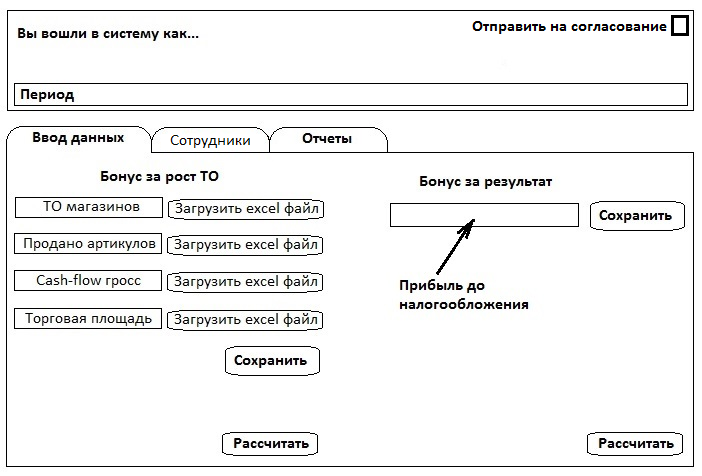 Вы вошли в систему как...
Отправить на согласование
Период
Ввод данных
Сотрудники
Отчеты
Бонус за рост ТО
Бонус за результат
ТО магазинов
Загрузить excel файл
Сохранить
Продано артикулов
Загрузить excel файл
Cash-flow гросс
Загрузить excel файл
Прибыль до
налогообложения
Торговая площадь
Загрузить excel файл
Сохранить
Рассчитать
Рассчитать